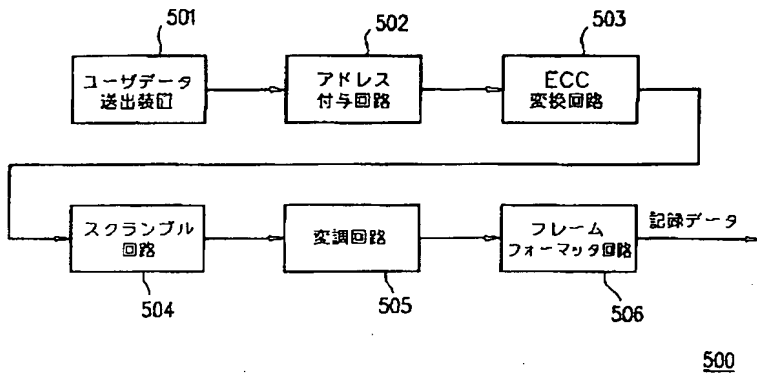 501
502
503
ユーザデータ
送出装置
アドレス
付与回路
ECC
変換回路
スクランブル
回路
変調回路
フレーム
フォーマッタ回路
記録データ
504
505
506
500